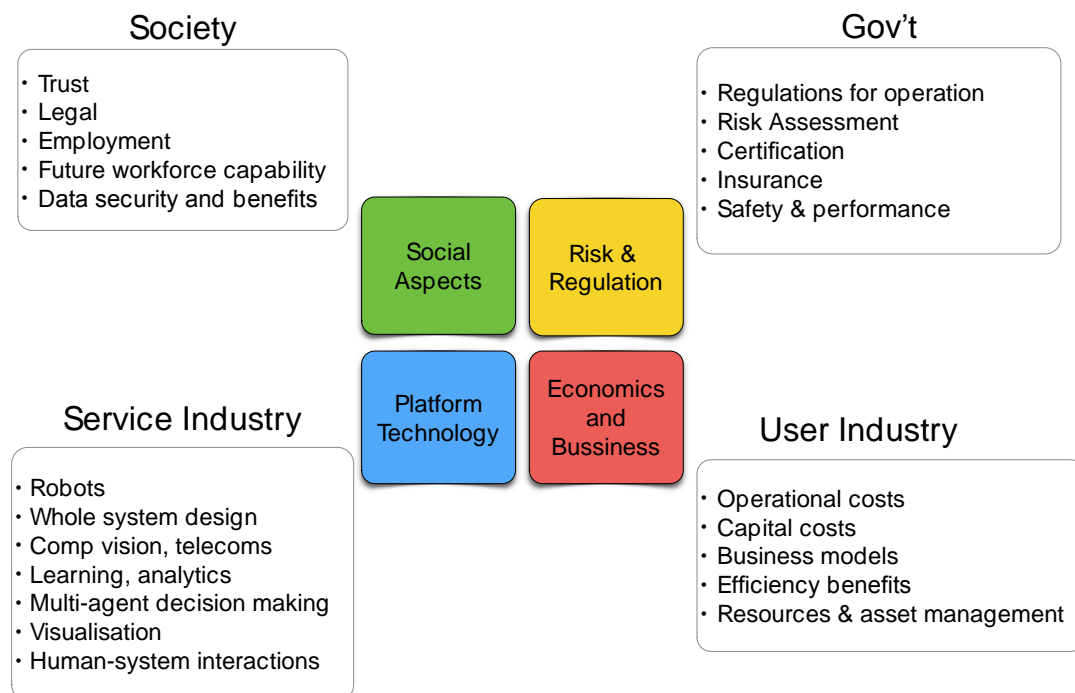 Society
· Trust
· Legal
· Employment
· Future workforce capability
· Data security and benefits
Gov't
· Regulations for operation
· Risk Assessment
· Certification
· Insurance
· Safety & performance
Social
Aspects
Risk &
Regulation
Platform
Technology
Economics
and
Bussiness
Service Industry
· Robots
· Whole system design
· Comp vision, telecoms
· Learning, analytics
· Multi-agent decision making
· Visualisation
· Human-system interactions
User Industry
· Operational costs
· Capital costs
· Business models
· Efficiency benefits
· Resources & asset management